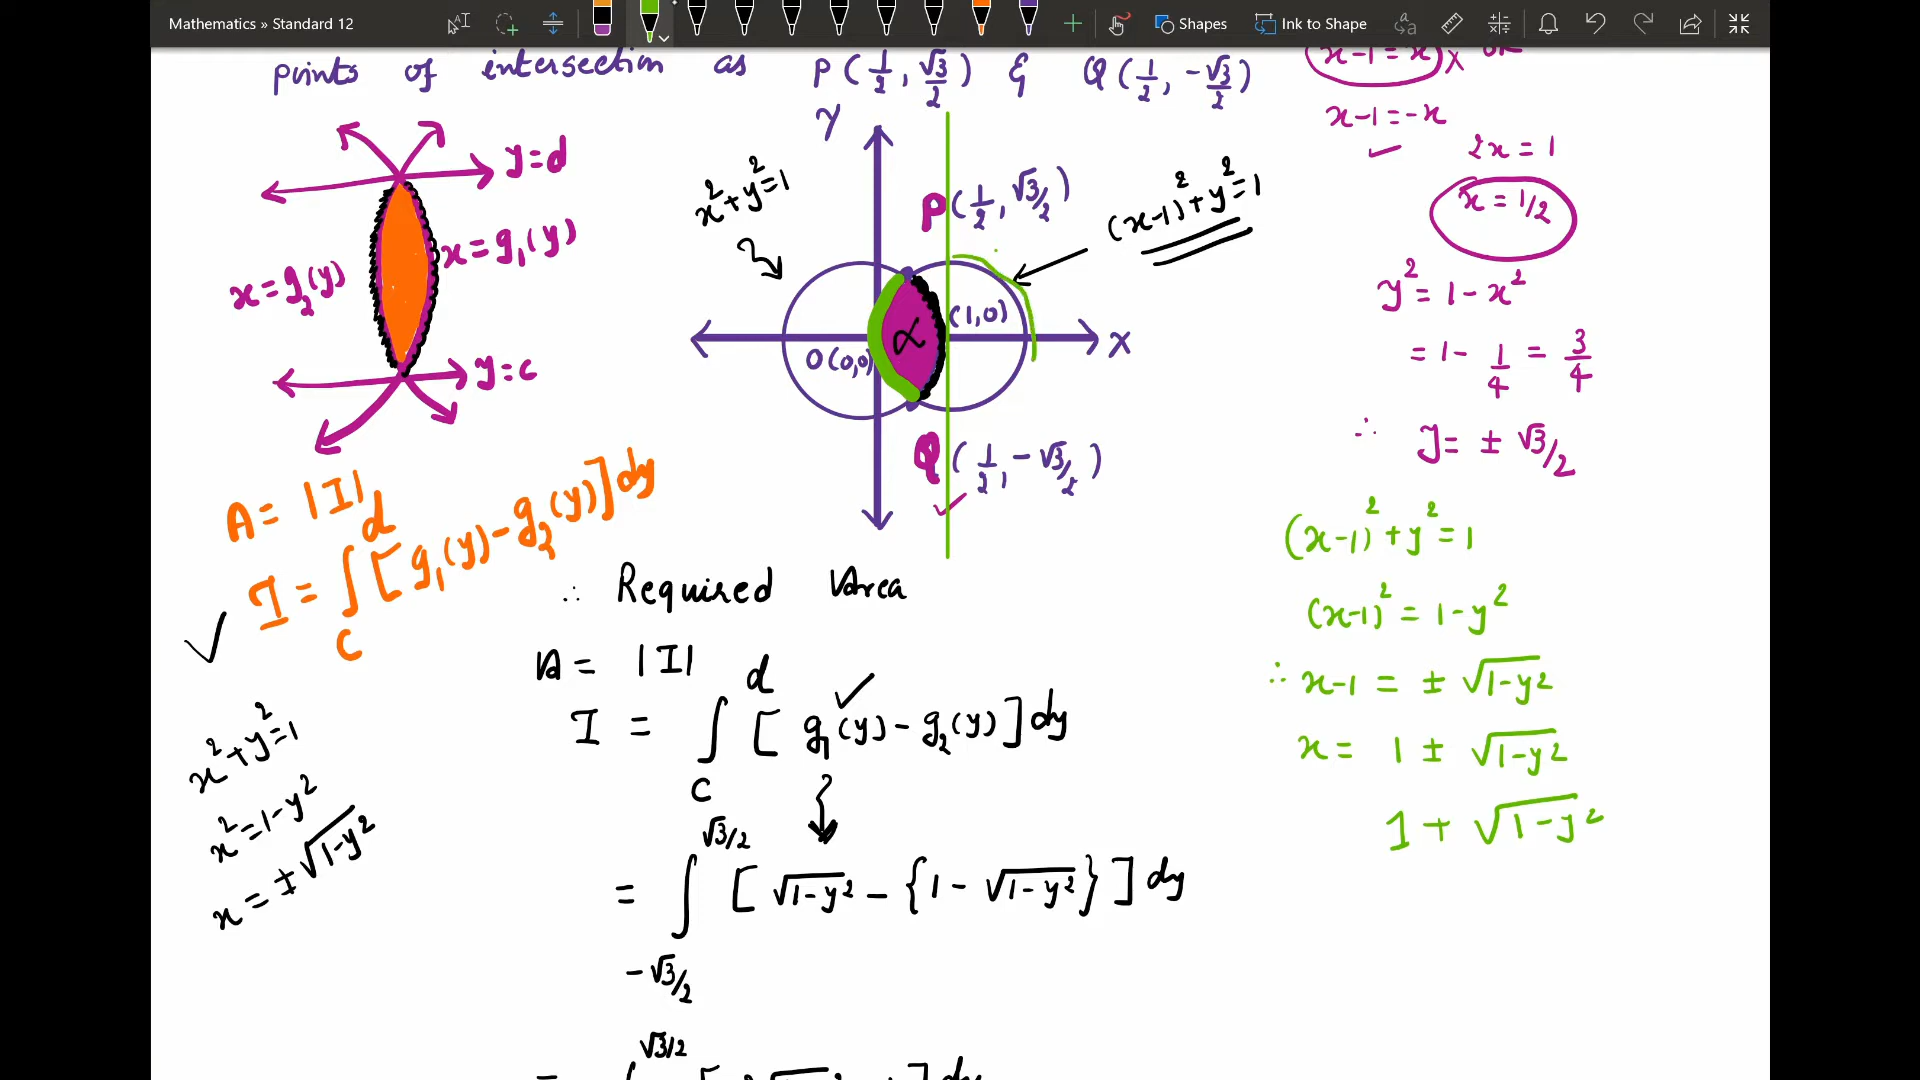 Mathematics » Standard 12
Shapes
Ink to Shape
points of intersection as P(1/2, √3/2) & Q(1/2, -√3/2)
y=d
x=g₂(y)
x=g₁(y)
y=c
A= |I|
I = ∫_c^d [g₁(y)-g₂(y)]dy
x²+y²=1
x²=1-y²
x=±√(1-y²)
Y
x²+y²=1
P(1/2, √3/2)
(x-1)²+y²=1
(1,0)
O(0,0)
X
Q(1/2, -√3/2)
∴ Required Area
A = |I|
I = ∫_c^d [g₁(y)-g₂(y)]dy
= ∫_{-√3/2}^{√3/2} [√(1-y²) - {1-√(1-y²)}]dy
√3/2
x-1=x) x or
x-1=-x
2x=1
x=1/2
y²=1-x²
=1-1/4=3/4
∴ y=±√3/2
(x-1)²+y²=1
(x-1)²=1-y²
∴ x-1=±√(1-y²)
x=1±√(1-y²)
1+√(1-y²)